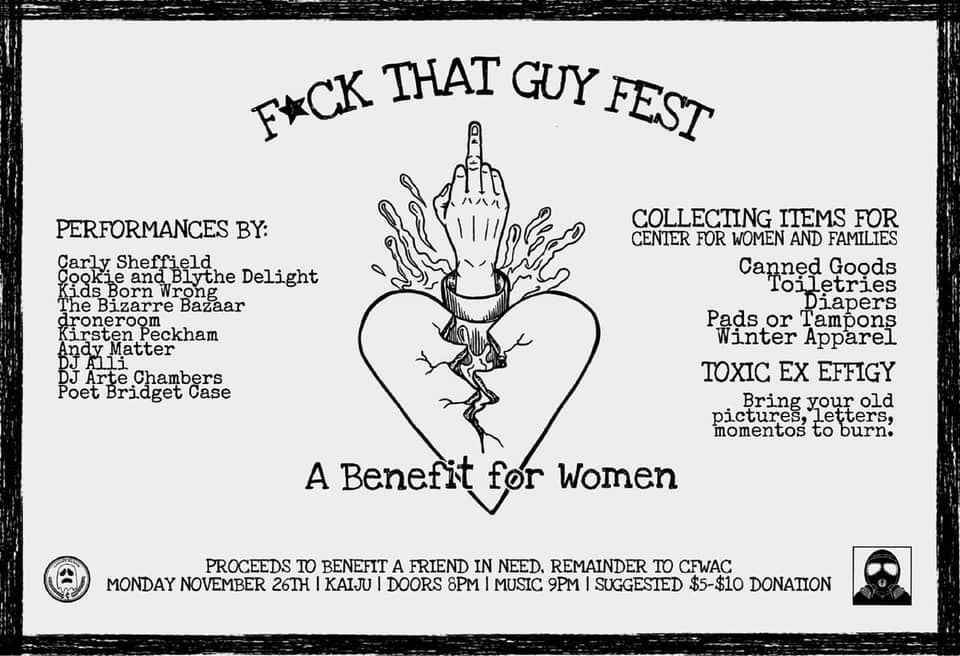 F★CK THAT GUY FEST
PERFORMANCES BY:
Carly Sheffield
Cookie and Blythe Delight
Kids Born Wrong
The Bizarre Bazaar
droneroom
Kirsten Peckham
Andy Matter
DJ Alli
DJ Arte Chambers
Poet Bridget Case
COLLECTING ITEMS FOR
CENTER FOR WOMEN AND FAMILIES
Canned Goods
Toiletries
Diapers
Pads or Tampons
Winter Apparel
TOXIC EX EFFIGY
Bring your old
pictures, letters,
momentos to burn.
A Benefit for Women
PROCEEDS TO BENEFIT A FRIEND IN NEED, REMAINDER TO CFWAC
MONDAY NOVEMBER 26TH | KAIJU | DOORS 8PM | MUSIC 9PM | SUGGESTED $5-$10 DONATION